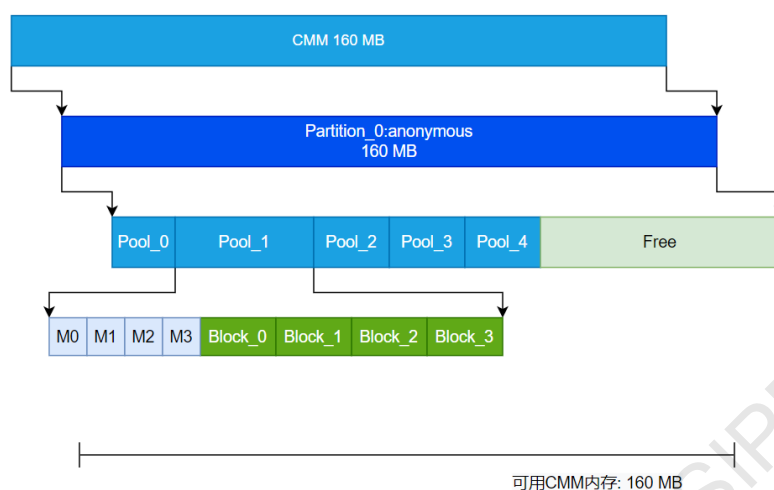 CMM 160 MB
Partition_0:anonymous
160 MB
Pool_0 Pool_1 Pool_2 Pool_3 Pool_4 Free
M0 M1 M2 M3 Block_0 Block_1 Block_2 Block_3
可用CMM内存: 160 MB